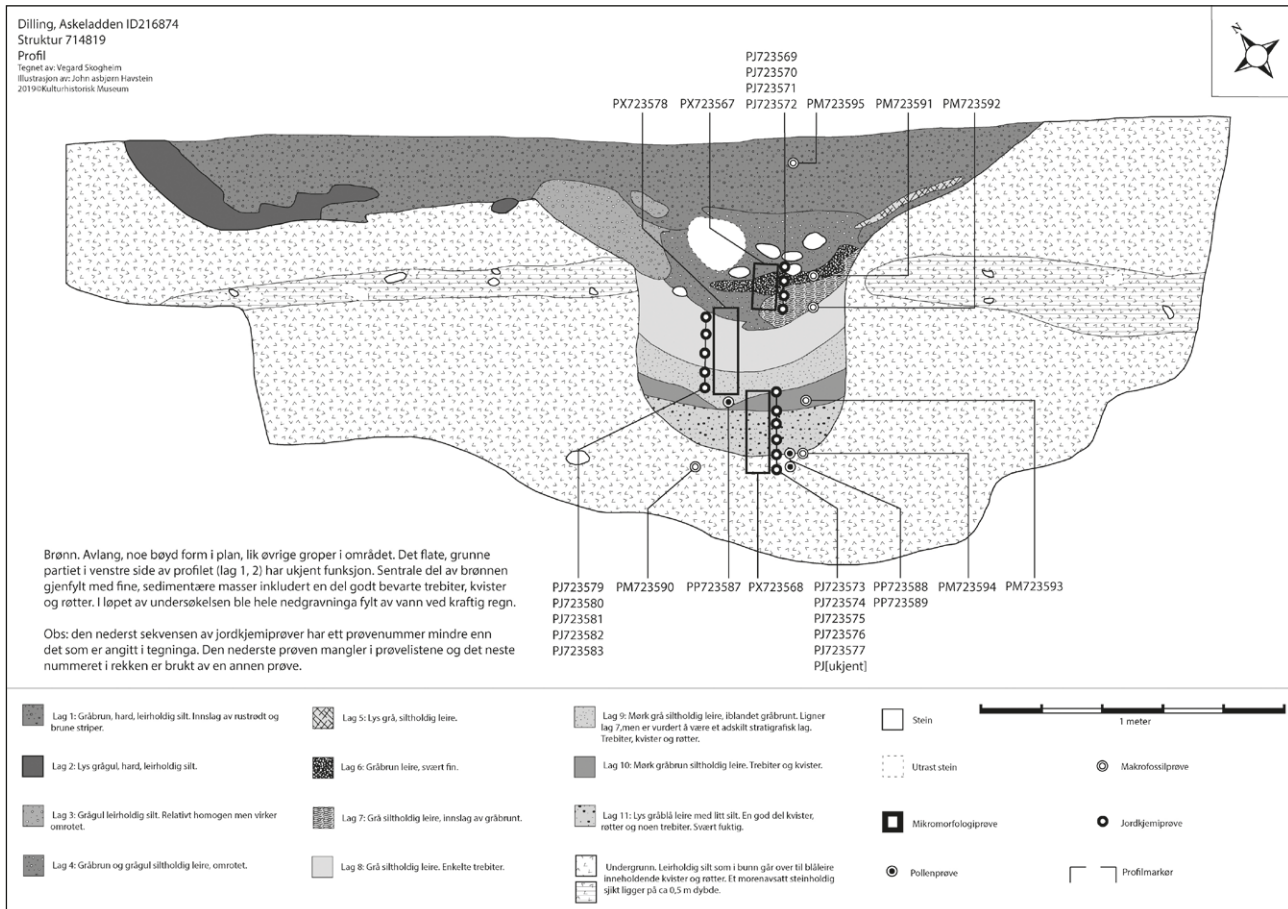 Dilling, Askeladden ID216874
Struktur 714819
Profil
Tegnet av: Vegard Skogheim
Illustrasjon av: John asbjørn Havstein
2019©Kulturhistorisk Museum
N
PJ723569
PJ723570
PJ723571
PX723578 PX723567 PJ723572 PM723595 PM723591 PM723592
Brønn. Avlang, noe bøyd form i plan, lik øvrige groper i området. Det flate, grunne
partiet i venstre side av profilet (lag 1, 2) har ukjent funksjon. Sentrale del av brønnen
gjenfylt med fine, sedimentære masser inkludert en del godt bevarte trebiter, kvister
og røtter. I løpet av undersøkelsen ble hele nedgravninga fylt av vann ved kraftig regn.
Obs: den nederst sekvensen av jordkjemiprøver har ett prøvenummer mindre enn
det som er angitt i tegninga. Den nederste prøven mangler i prøvelistene og det neste
nummeret i rekken er brukt av en annen prøve.
PJ723579 PM723590 PP723587 PX723568 PJ723573 PP723588 PM723594 PM723593
PJ723580 PJ723574 PP723589
PJ723581 PJ723575
PJ723582 PJ723576
PJ723583 PJ723577
PJ[ukjent]
Lag 1: Gråbrun, hard, leirholdig silt. Innslag av rustrødt og
brune striper.
Lag 2: Lys grågul, hard, leirholdig silt.
Lag 3: Grågul leirholdig silt. Relativt homogen men virker
omrotet.
Lag 4: Gråbrun og grågul siltholdig leire, omrotet.
Lag 5: Lys grå, siltholdig leire.
Lag 6: Gråbrun leire, svært fin.
Lag 7: Grå siltholdig leire, innslag av gråbrunt.
Lag 8: Grå siltholdig leire. Enkelte trebiter.
Lag 9: Mørk grå siltholdig leire, iblandet gråbrunt. Ligner
lag 7,men er vurdert å være et adskilt stratigrafisk lag.
Trebiter, kvister og røtter.
Lag 10: Mørk gråbrun siltholdig leire. Trebiter og kvister.
Lag 11: Lys gråblå leire med litt silt. En god del kvister,
røtter og noen trebiter. Svært fuktig.
Undergrunn. Leirholdig silt som i bunn går over til blåleire
inneholdende kvister og røtter. Et morenavsatt steinholdig
sjikt ligger på ca 0,5 m dybde.
Stein
Utrast stein
Mikromorfologiprøve
Pollenprøve
1 meter
Makrofossilprøve
Jordkjemiprøve
Profilmarkør